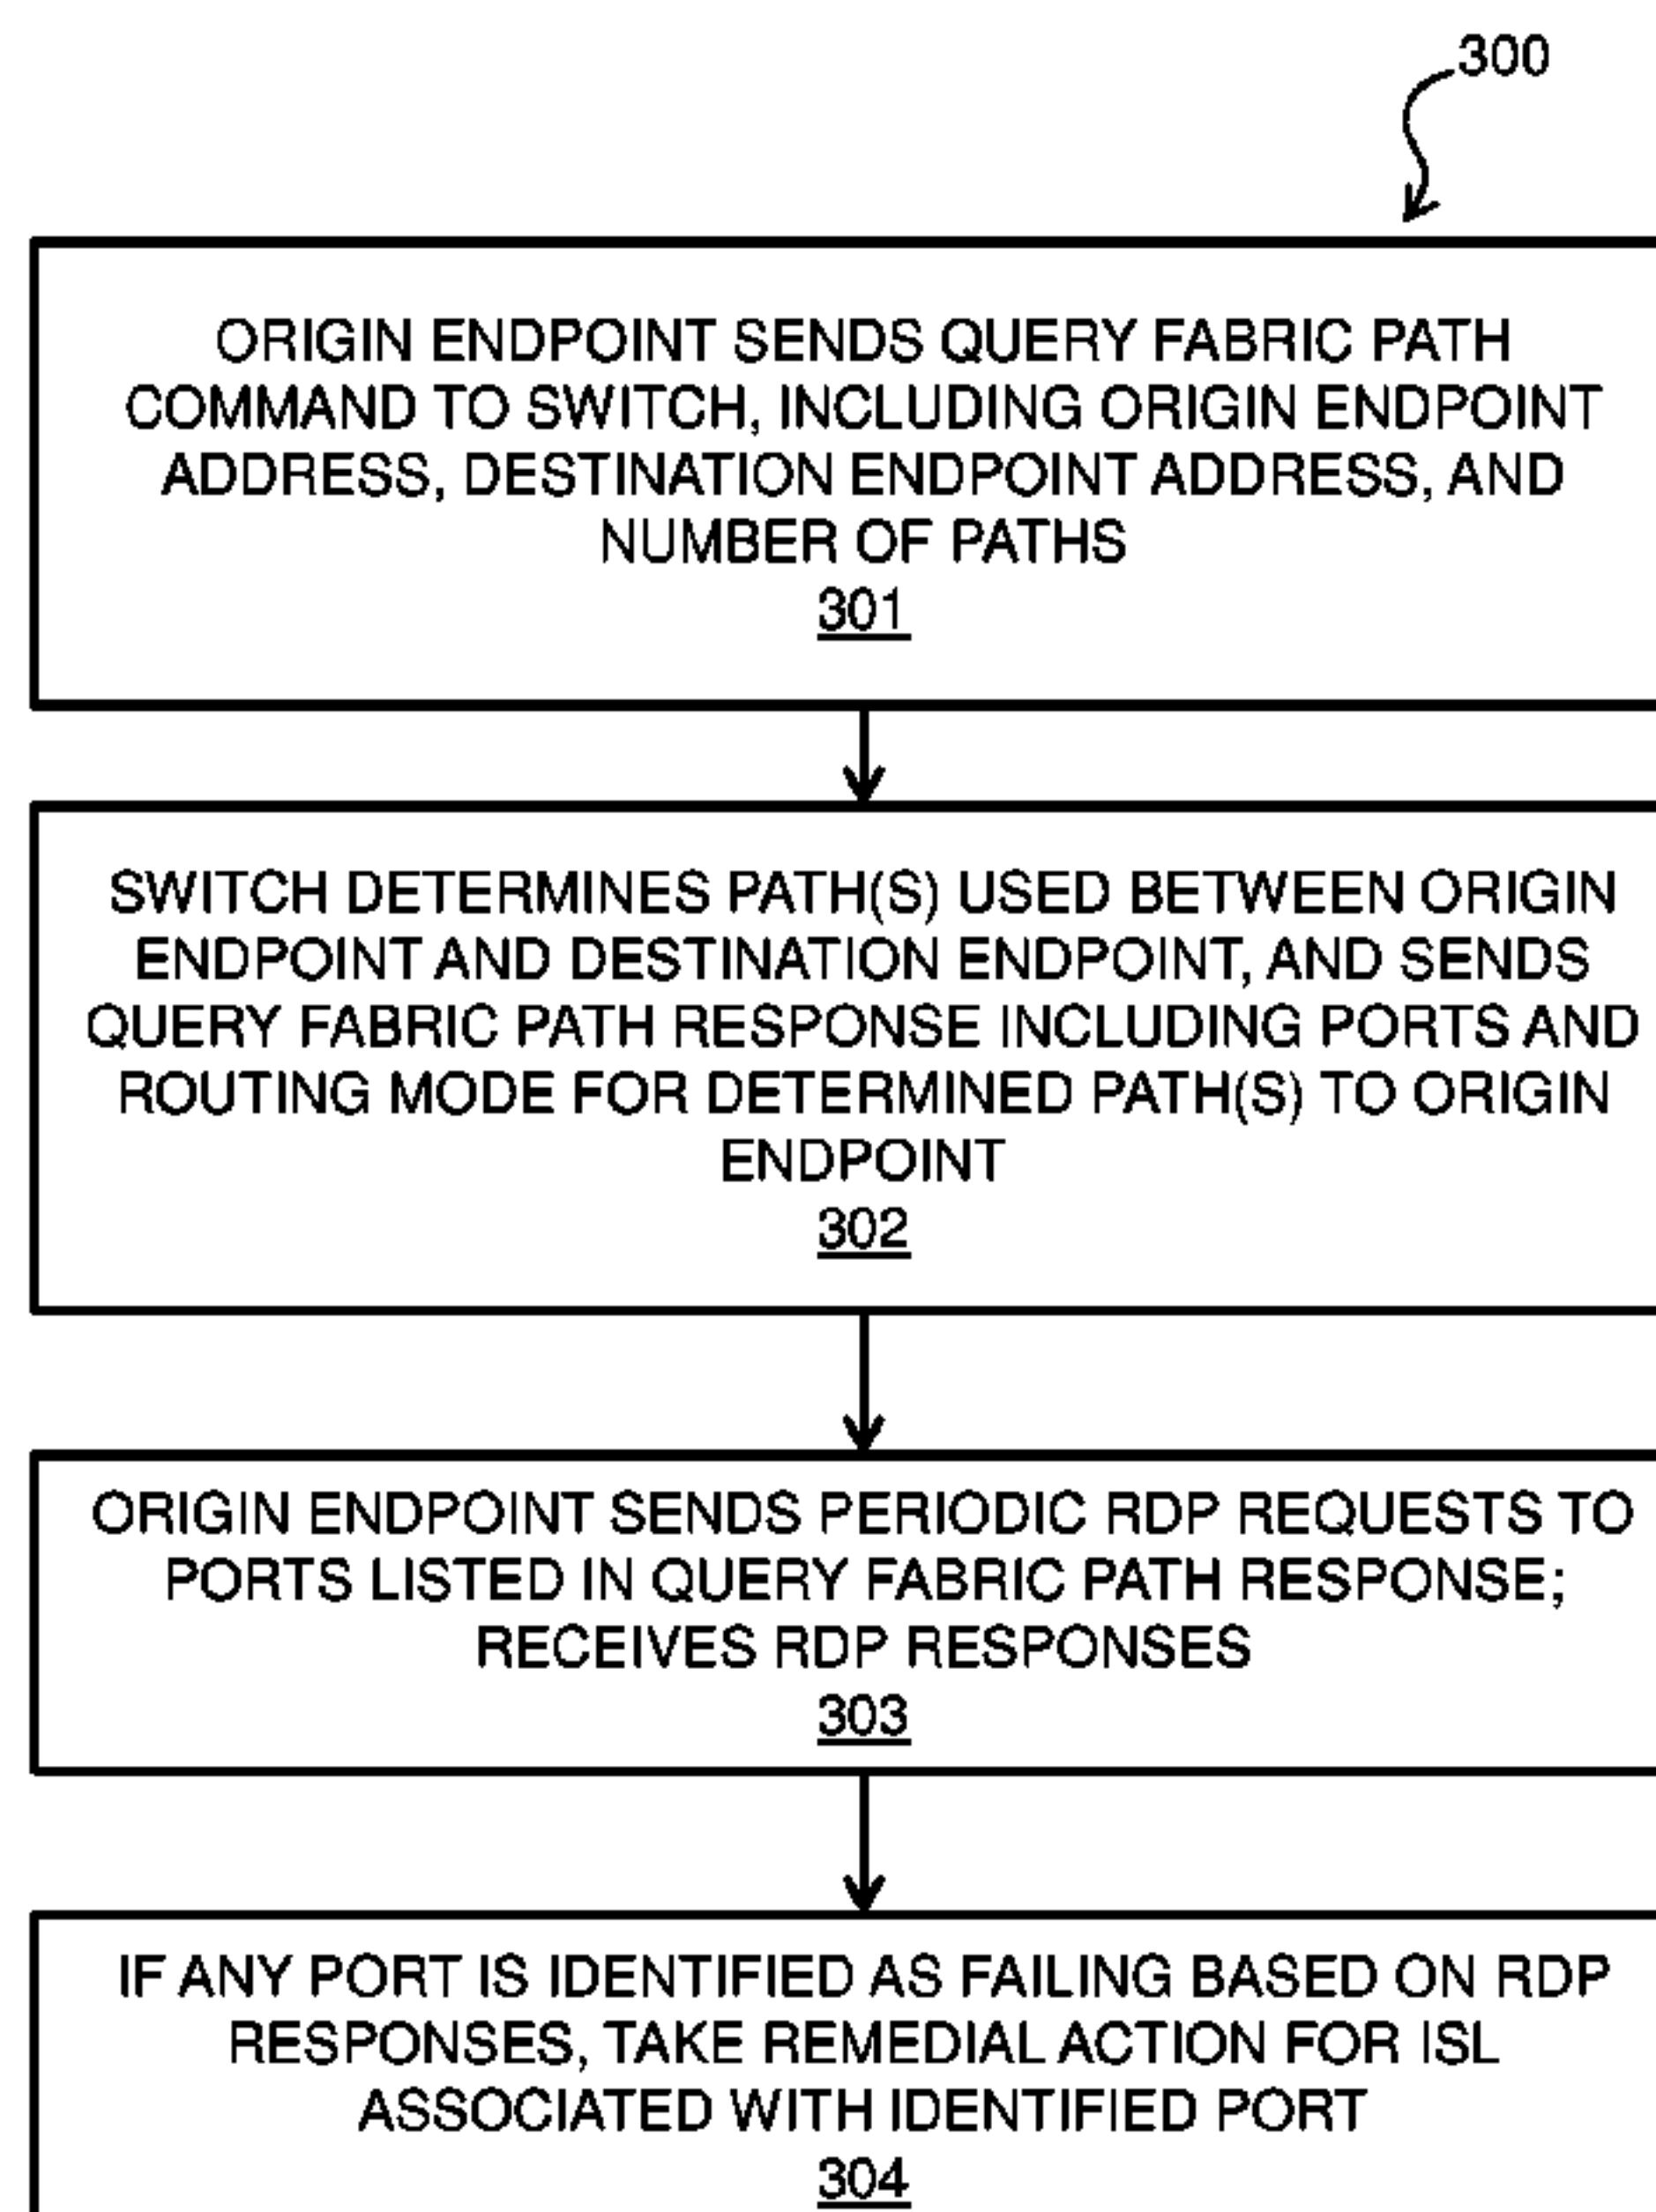 300
ORIGIN ENDPOINT SENDS QUERY FABRIC PATH
COMMAND TO SWITCH, INCLUDING ORIGIN ENDPOINT
ADDRESS, DESTINATION ENDPOINT ADDRESS, AND
NUMBER OF PATHS
301
SWITCH DETERMINES PATH(S) USED BETWEEN ORIGIN
ENDPOINT AND DESTINATION ENDPOINT, AND SENDS
QUERY FABRIC PATH RESPONSE INCLUDING PORTS AND
ROUTING MODE FOR DETERMINED PATH(S) TO ORIGIN
ENDPOINT
302
ORIGIN ENDPOINT SENDS PERIODIC RDP REQUESTS TO
PORTS LISTED IN QUERY FABRIC PATH RESPONSE;
RECEIVES RDP RESPONSES
303
IF ANY PORT IS IDENTIFIED AS FAILING BASED ON RDP
RESPONSES, TAKE REMEDIAL ACTION FOR ISL
ASSOCIATED WITH IDENTIFIED PORT
304